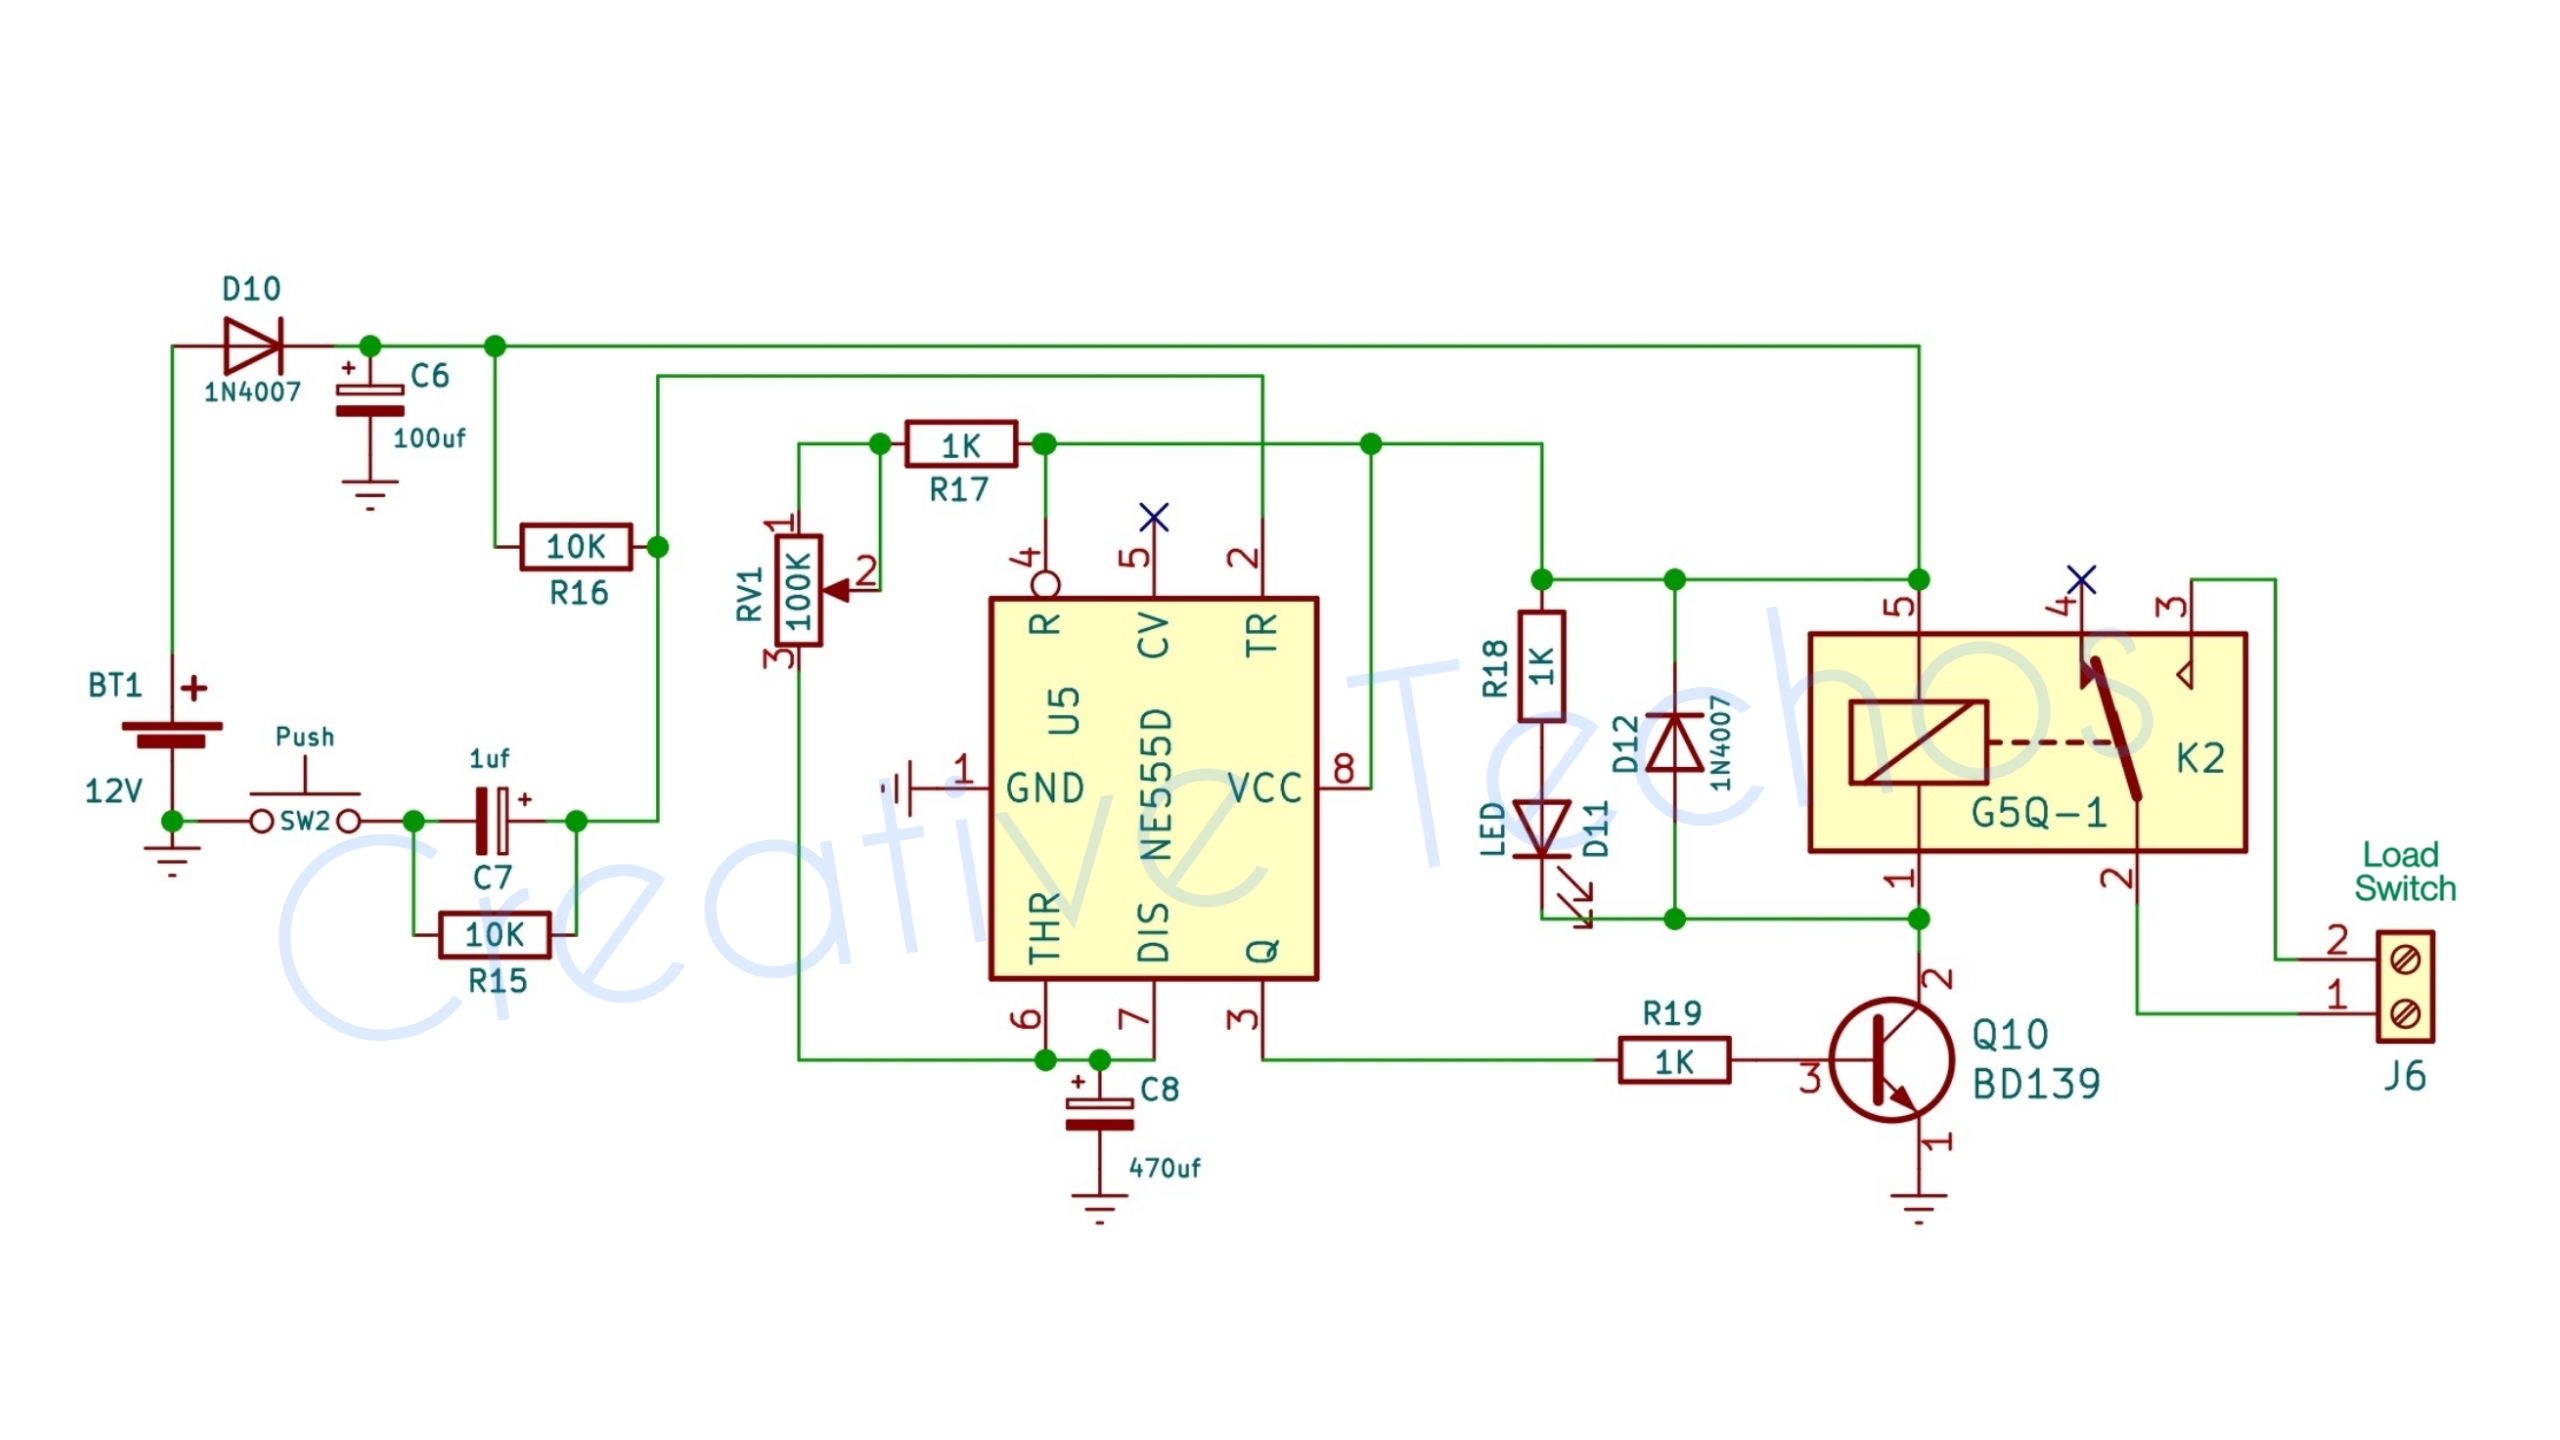 D10
1N4007
+
C6
100uf
10K
R16
BT1
+
12V
Push
SW2
1uf
+
C7
10K
R15
1K
R17
RV1
100K
1
2
3
4
5
2
R
CV
TR
U5
NE555D
1
GND
VCC
8
THR
DIS
Q
6
7
3
+
C8
470uf
R18
1K
LED
D11
D12
1N4007
5
4
3
K2
G5Q-1
1
2
R19
1K
3
2
1
Q10
BD139
Load
Switch
2
1
J6
Creative Techos